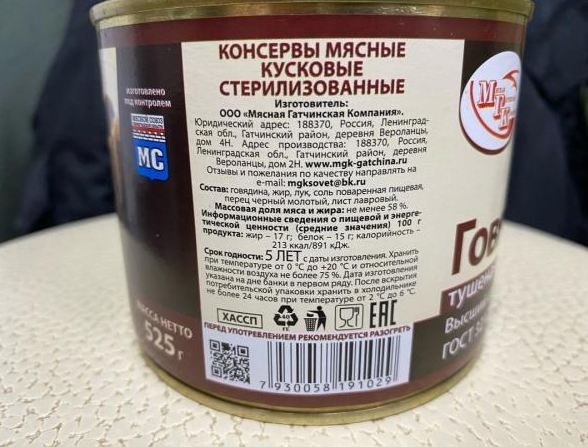 КОНСЕРВЫ МЯСНЫЕ
КУСКОВЫЕ
СТЕРИЛИЗОВАННЫЕ
Изготовитель:
ООО «Мясная Гатчинская Компания».
Юридический адрес: 188370, Россия, Ленинград-
ская обл., Гатчинский район, деревня Вероланцы,
дом 4Н. Адрес производства: 188370, Россия,
Ленинградская обл., Гатчинский район, деревня
Вероланцы, дом 2Н. www.mgk-gatchina.ru
Отзывы и пожелания по качеству направлять на
e-mail: mgksovet@bk.ru
Состав: говядина, жир, лук, соль поваренная пищевая,
перец черный молотый, лист лавровый.
Массовая доля мяса и жира: не менее 58 %.
Информационные сведения о пищевой и энерге-
тической ценности (средние значения) 100 г
продукта: жир – 17 г; белок – 15 г; калорийность –
213 ккал/891 кДж.
Срок годности: 5 ЛЕТ с даты изготовления. Хранить
при температуре от 0 °С до +20 °С и относительной
влажности воздуха не более 75 %. Дата изготовления
указана на дне банки в первом ряду. После вскрытия
потребительской упаковки хранить в холодильнике
не более 24 часов при температуре от 2 °С до 6 °С.
ХАССП
40
FE
EAC
ПЕРЕД УПОТРЕБЛЕНИЕМ РЕКОМЕНДУЕТСЯ РАЗОГРЕТЬ
7 930058 191029
изготовлено
под контролем
MG
МАССА НЕТТО
525 г
МГК
Гов
тушен
Высши
ГОСТ 3